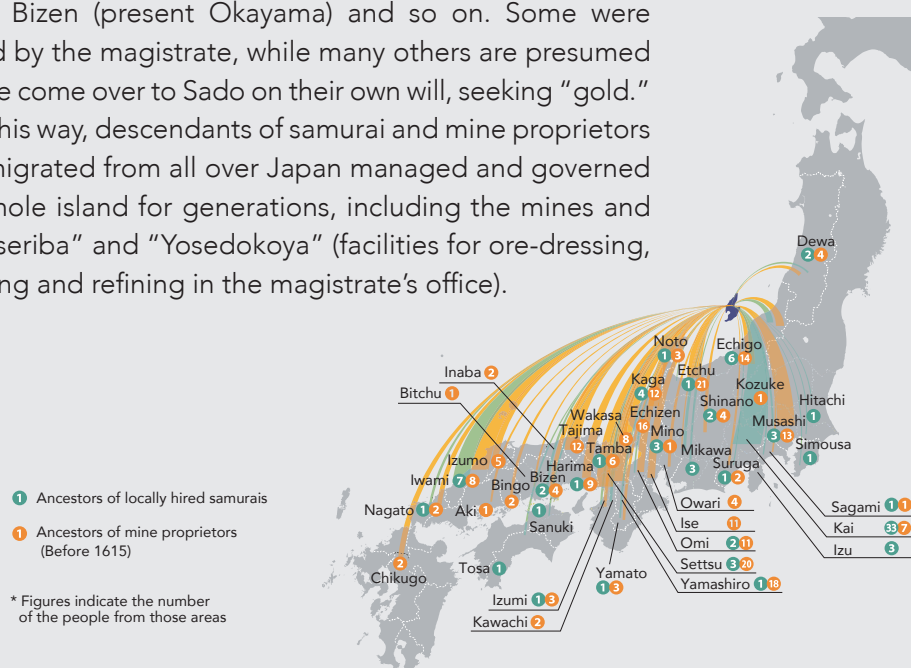 Bizen (present Okayama) and so on. Some were
d by the magistrate, while many others are presumed
e come over to Sado on their own will, seeking “gold.”
his way, descendants of samurai and mine proprietors
nigrated from all over Japan managed and governed
hole island for generations, including the mines and
seriba” and “Yosedokoya” (facilities for ore-dressing,
ng and refining in the magistrate’s office).
Dewa
2 4
Noto
1 3
Echigo
6 14
Inaba 2
Etchu
1 21
Kaga
4 12
Kozuke
1
Bitchu 1
Shinano
2 4
Hitachi
1
Wakasa
8
Echizen
16
Musashi
3 13
Tajima
12
Mino
3 1
Tamba
1 6
Mikawa
3
Simousa
1
Izumo 5
Harima
1 9
Suruga
1 2
Iwami 7 8
Bingo
2
Bizen
2 4
1 Ancestors of locally hired samurais
Nagato 1 2
Aki 1
1
Sanuki
Owari 4
Sagami 1 1
Ise 11
Kai 33 7
1 Ancestors of mine proprietors
(Before 1615)
Omi 2 11
Izu 3
2
Chikugo
Tosa 1
Settsu 3 20
Yamato
1 3
Yamashiro 1 18
* Figures indicate the number
of the people from those areas
Izumi 1 3
Kawachi 2